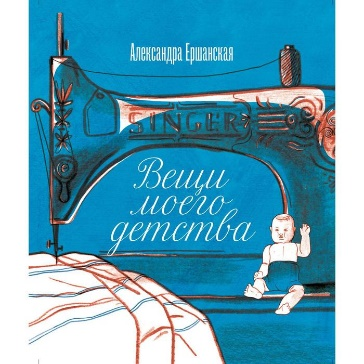 Александра Ершанская
SINGER
Вещи
моего
детства